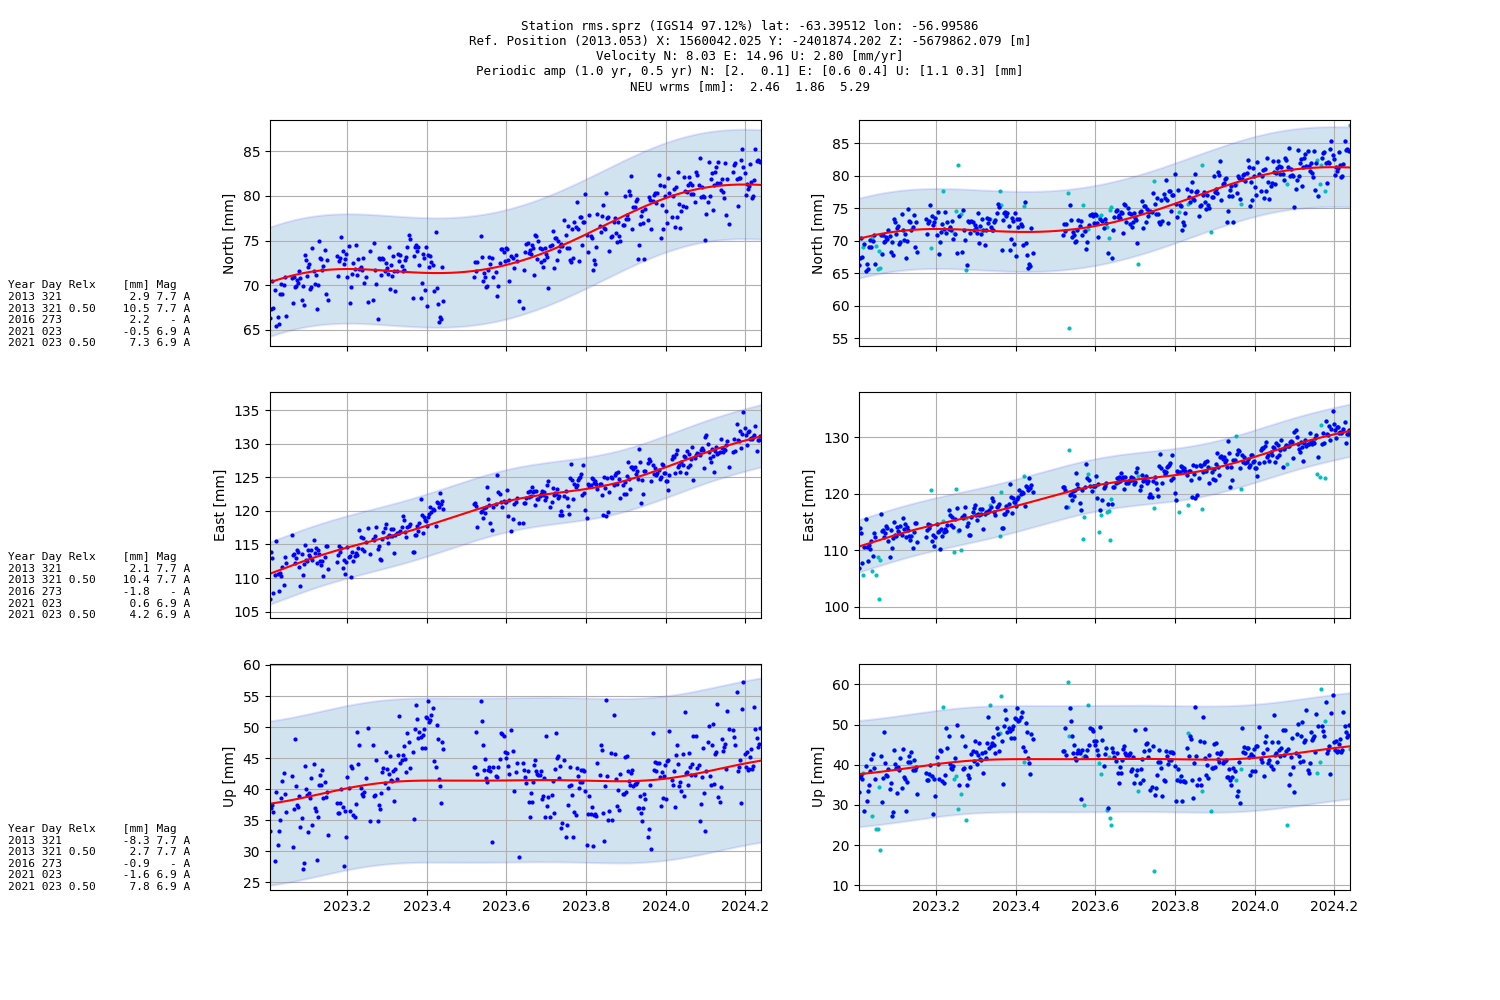 Station rms.sprz (IGS14 97.12%) lat: -63.39512 lon: -56.99586
Ref. Position (2013.053) X: 1560042.025 Y: -2401874.202 Z: -5679862.079 [m]
Velocity N: 8.03 E: 14.96 U: 2.80 [mm/yr]
Periodic amp (1.0 yr, 0.5 yr) N: [2.  0.1] E: [0.6 0.4] U: [1.1 0.3] [mm]
NEU wrms [mm]:  2.46  1.86  5.29
Year Day Relx    [mm] Mag
2013 321          2.9 7.7 A
2013 321 0.50    10.5 7.7 A
2016 273          2.2   - A
2021 023         -0.5 6.9 A
2021 023 0.50     7.3 6.9 A
North [mm]
85
80
75
70
65
North [mm]
85
80
75
70
65
60
55
Year Day Relx    [mm] Mag
2013 321          2.1 7.7 A
2013 321 0.50    10.4 7.7 A
2016 273         -1.8   - A
2021 023          0.6 6.9 A
2021 023 0.50     4.2 6.9 A
East [mm]
135
130
125
120
115
110
105
East [mm]
130
120
110
100
Year Day Relx    [mm] Mag
2013 321         -8.3 7.7 A
2013 321 0.50     2.7 7.7 A
2016 273         -0.9   - A
2021 023         -1.6 6.9 A
2021 023 0.50     7.8 6.9 A
Up [mm]
60
55
50
45
40
35
30
25
2023.2 2023.4 2023.6 2023.8 2024.0 2024.2
Up [mm]
60
50
40
30
20
10
2023.2 2023.4 2023.6 2023.8 2024.0 2024.2